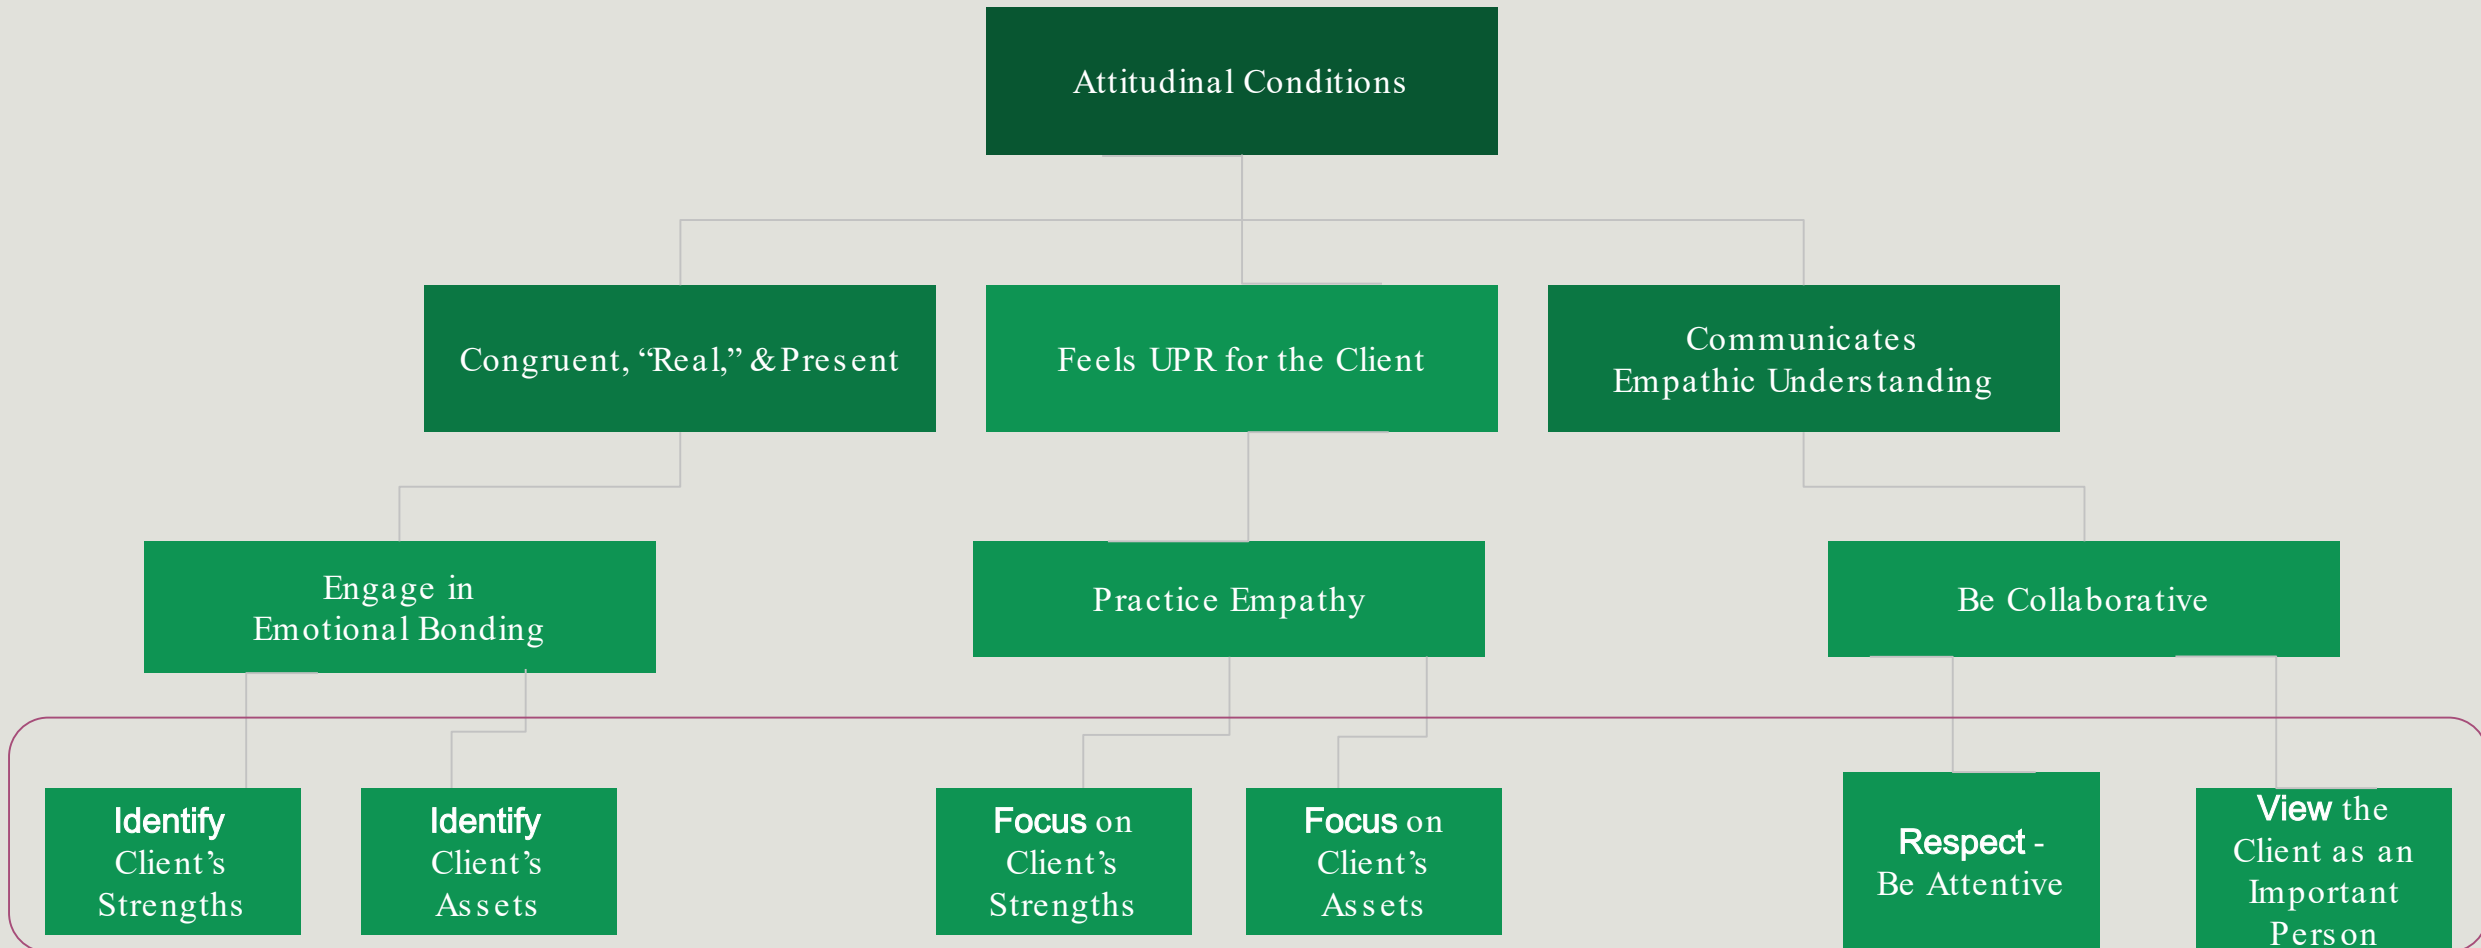 Attitudinal Conditions
Congruent, “Real,” & Present
Feels UPR for the Client
Communicates
Empathic Understanding
Engage in
Emotional Bonding
Practice Empathy
Be Collaborative
Identify
Client’s
Strengths
Identify
Client’s
Assets
Focus on
Client’s
Strengths
Focus on
Client’s
Assets
Respect -
Be Attentive
View the
Client as an
Important
Person